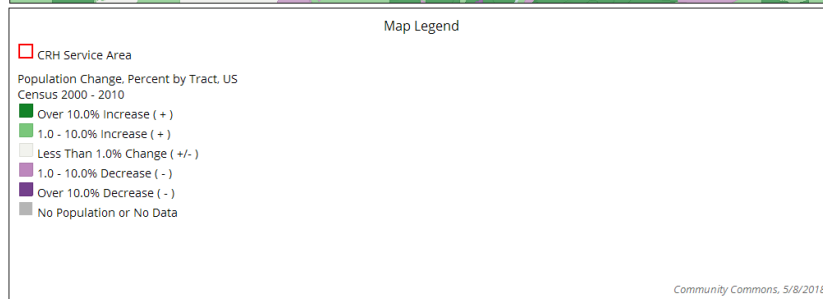 Map Legend
CRH Service Area
Population Change, Percent by Tract, US
Census 2000 - 2010
Over 10.0% Increase ( + )
1.0 - 10.0% Increase ( + )
Less Than 1.0% Change ( +/- )
1.0 - 10.0% Decrease ( - )
Over 10.0% Decrease ( - )
No Population or No Data
Community Commons, 5/8/2018